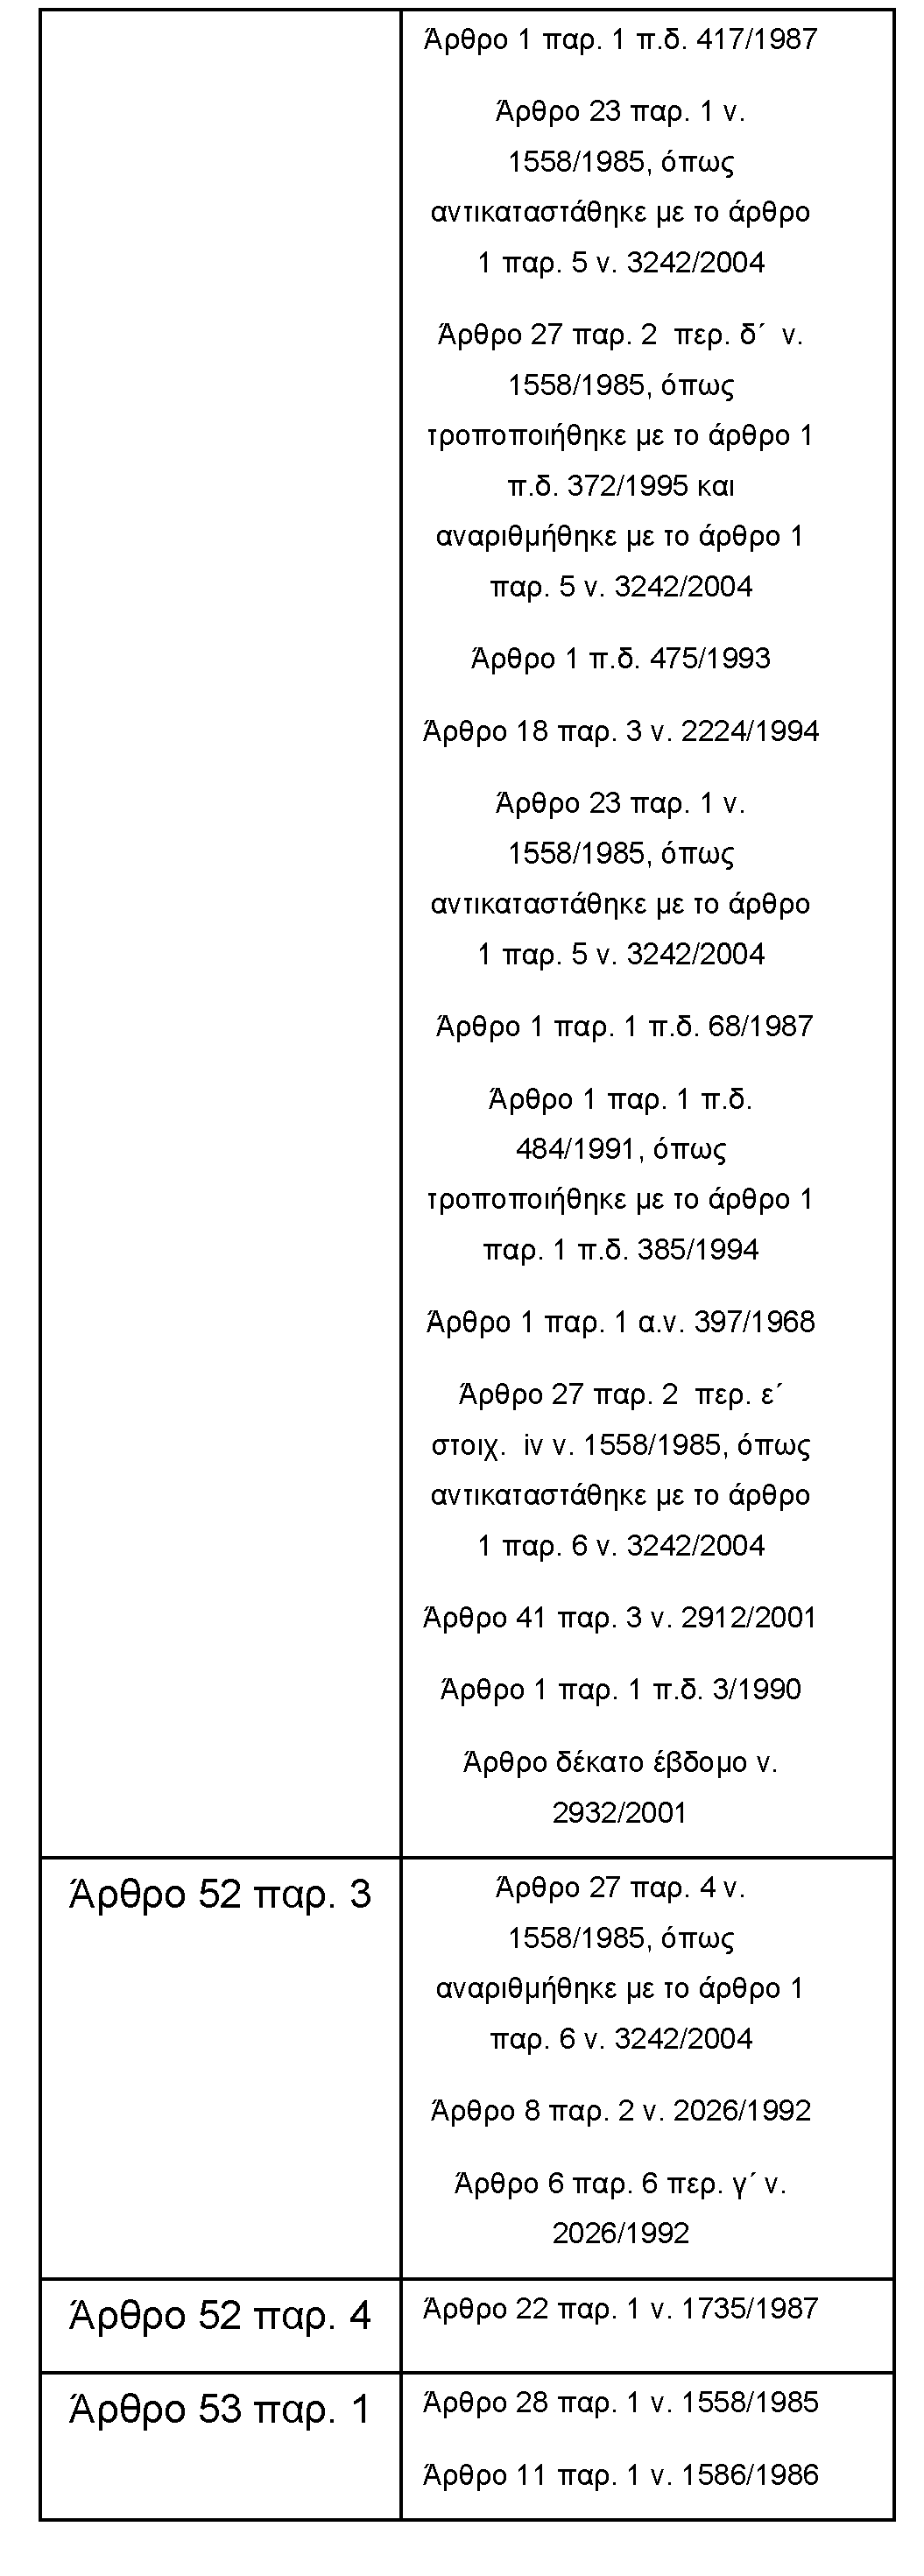 Άρθρο 1 παρ. 1 π.δ. 417/1987
Άρθρο 23 παρ. 1 ν.
1558/1985, όπως
αντικαταστάθηκε με το άρθρο
1 παρ. 5 ν. 3242/2004
Άρθρο 27 παρ. 2 περ. δ΄ ν.
1558/1985, όπως
τροποποιήθηκε με το άρθρο 1
π.δ. 372/1995 και
αναριθμήθηκε με το άρθρο 1
παρ. 5 ν. 3242/2004
Άρθρο 1 π.δ. 475/1993
Άρθρο 18 παρ. 3 ν. 2224/1994
Άρθρο 23 παρ. 1 ν.
1558/1985, όπως
αντικαταστάθηκε με το άρθρο
1 παρ. 5 ν. 3242/2004
Άρθρο 1 παρ. 1 π.δ. 68/1987
Άρθρο 1 παρ. 1 π.δ.
484/1991, όπως
τροποποιήθηκε με το άρθρο 1
παρ. 1 π.δ. 385/1994
Άρθρο 1 παρ. 1 α.ν. 397/1968
Άρθρο 27 παρ. 2 περ. ε΄
στοιχ. iv ν. 1558/1985, όπως
αντικαταστάθηκε με το άρθρο
1 παρ. 6 ν. 3242/2004
Άρθρο 41 παρ. 3 ν. 2912/2001
Άρθρο 1 παρ. 1 π.δ. 3/1990
Άρθρο δέκατο έβδομο ν.
2932/2001
Άρθρο 52 παρ. 3
Άρθρο 27 παρ. 4 ν.
1558/1985, όπως
αναριθμήθηκε με το άρθρο 1
παρ. 6 ν. 3242/2004
Άρθρο 8 παρ. 2 ν. 2026/1992
Άρθρο 6 παρ. 6 περ. γ΄ ν.
2026/1992
Άρθρο 52 παρ. 4
Άρθρο 22 παρ. 1 ν. 1735/1987
Άρθρο 53 παρ. 1
Άρθρο 28 παρ. 1 ν. 1558/1985
Άρθρο 11 παρ. 1 ν. 1586/1986